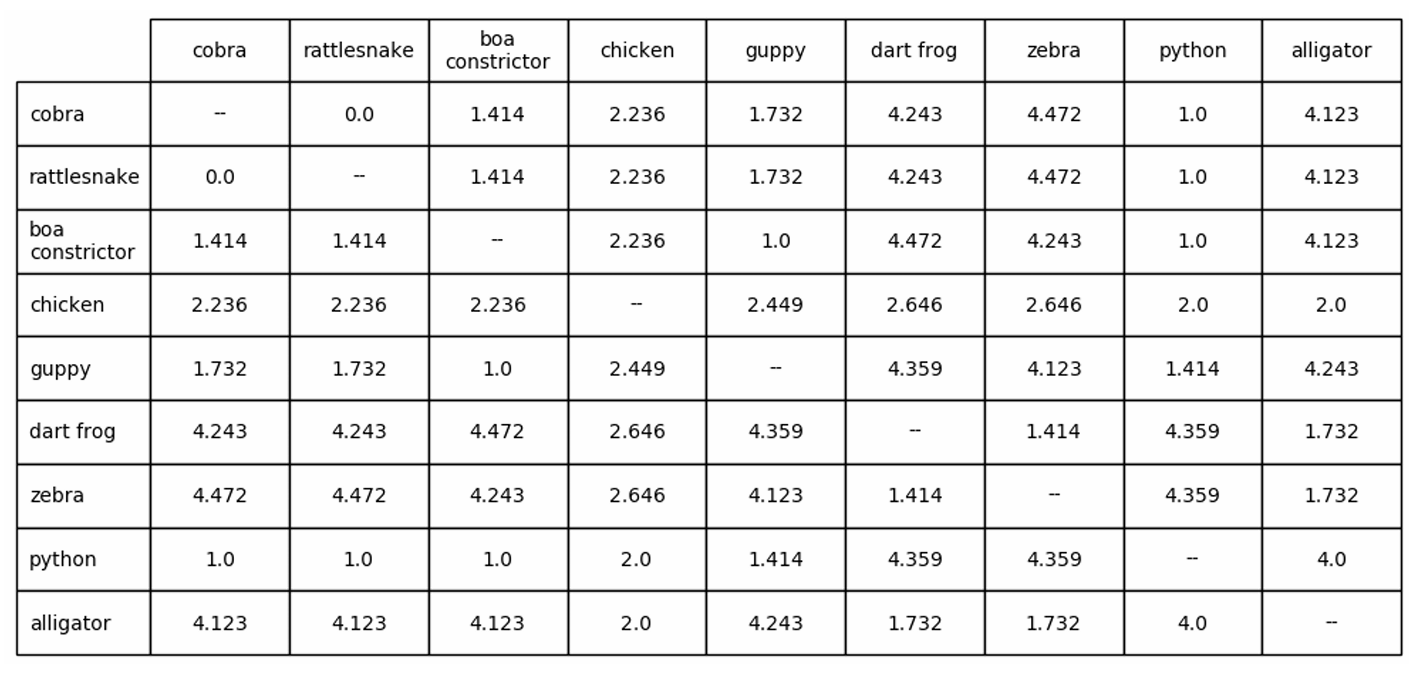 cobra rattlesnake boa constrictor chicken guppy dart frog zebra python alligator
cobra -- 0.0 1.414 2.236 1.732 4.243 4.472 1.0 4.123
rattlesnake 0.0 -- 1.414 2.236 1.732 4.243 4.472 1.0 4.123
boa constrictor 1.414 1.414 -- 2.236 1.0 4.472 4.243 1.0 4.123
chicken 2.236 2.236 2.236 -- 2.449 2.646 2.646 2.0 2.0
guppy 1.732 1.732 1.0 2.449 -- 4.359 4.123 1.414 4.243
dart frog 4.243 4.243 4.472 2.646 4.359 -- 1.414 4.359 1.732
zebra 4.472 4.472 4.243 2.646 4.123 1.414 -- 4.359 1.732
python 1.0 1.0 1.0 2.0 1.414 4.359 4.359 -- 4.0
alligator 4.123 4.123 4.123 2.0 4.243 1.732 1.732 4.0 --